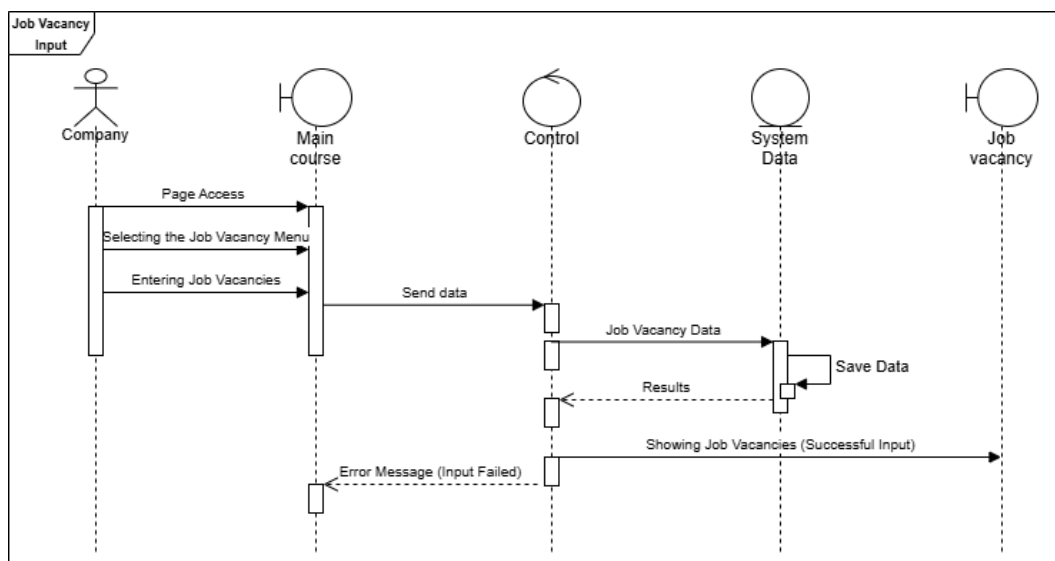 Job Vacancy
Input
Company
Main
course
Control
System
Data
Job
vacancy
Page Access
Selecting the Job Vacancy Menu
Entering Job Vacancies
Send data
Job Vacancy Data
Save Data
Results
Showing Job Vacancies (Successful Input)
Error Message (Input Failed)